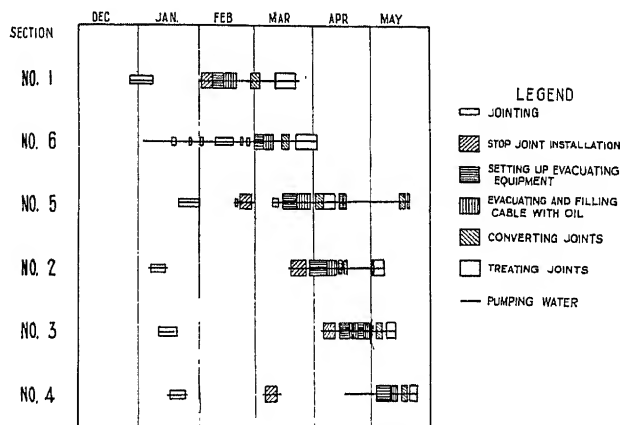 DEC JAN. FEB MAR APR MAY
SECTION
NO. 1
NO. 6
NO. 5
NO. 2
NO. 3
NO. 4
LEGEND
JOINTING
STOP JOINT INSTALLATION
SETTING UP EVACUATING
EQUIPMENT
EVACUATING AND FILLING
CABLE WITH OIL
CONVERTING JOINTS
TREATING JOINTS
PUMPING WATER